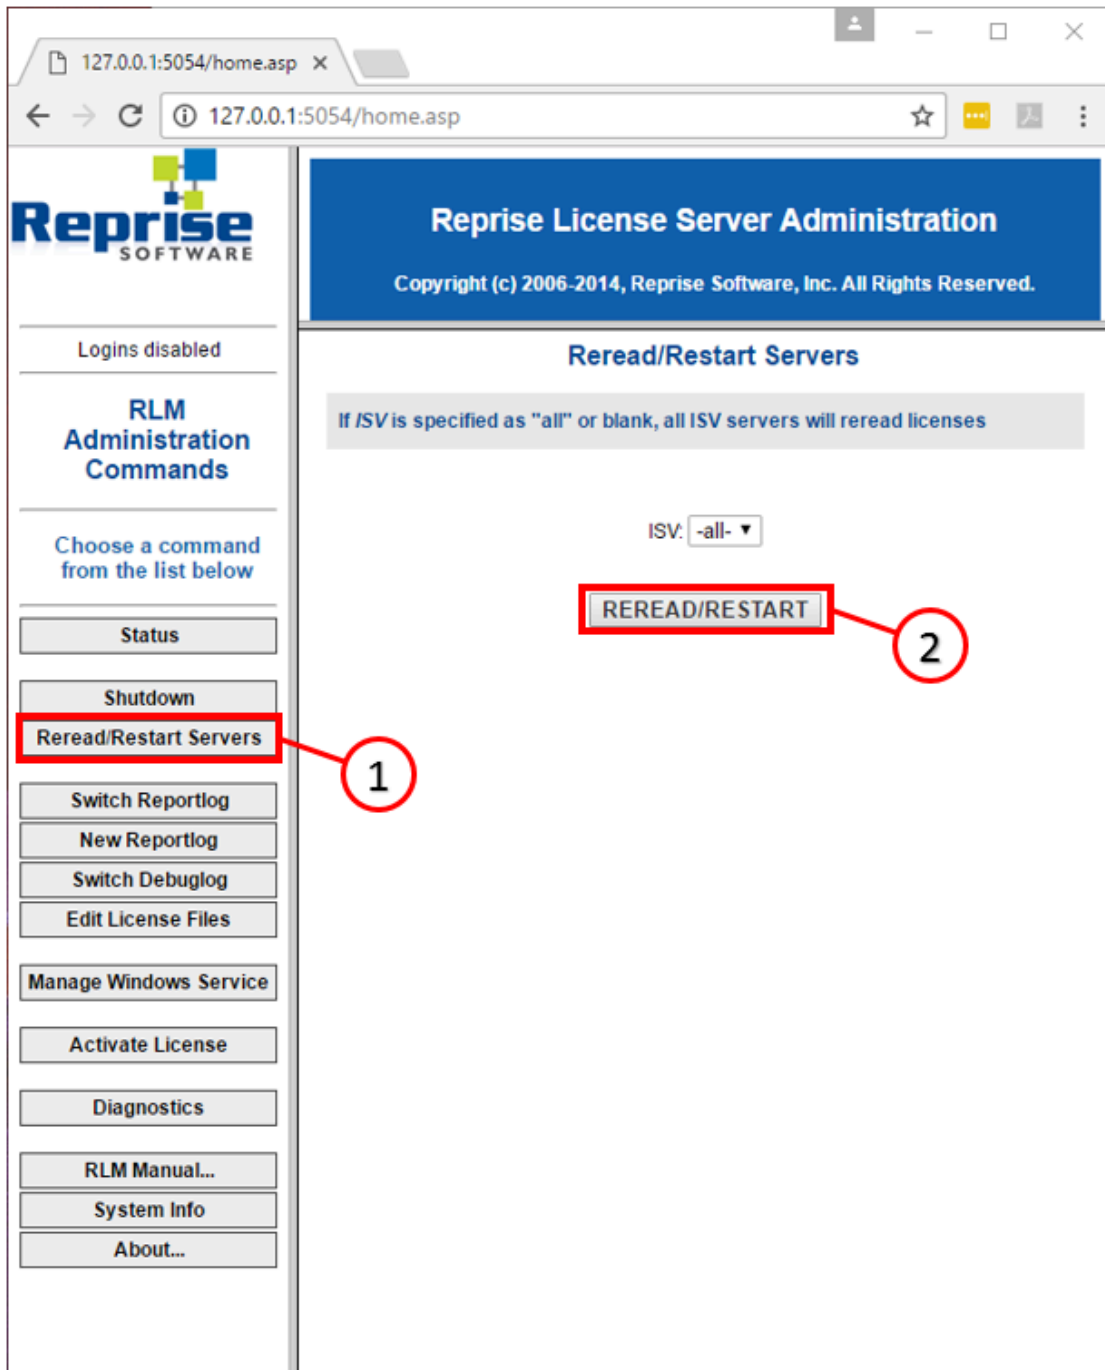 127.0.0.1:5054/home.asp
127.0.0.1:5054/home.asp
Reprise
SOFTWARE
Reprise License Server Administration
Copyright (c) 2006-2014, Reprise Software, Inc. All Rights Reserved.
Logins disabled
RLM
Administration
Commands
Choose a command
from the list below
Status
Shutdown
Reread/Restart Servers
1
Switch Reportlog
New Reportlog
Switch Debuglog
Edit License Files
Manage Windows Service
Activate License
Diagnostics
RLM Manual...
System Info
About...
Reread/Restart Servers
If ISV is specified as "all" or blank, all ISV servers will reread licenses
ISV: -all-
REREAD/RESTART
2